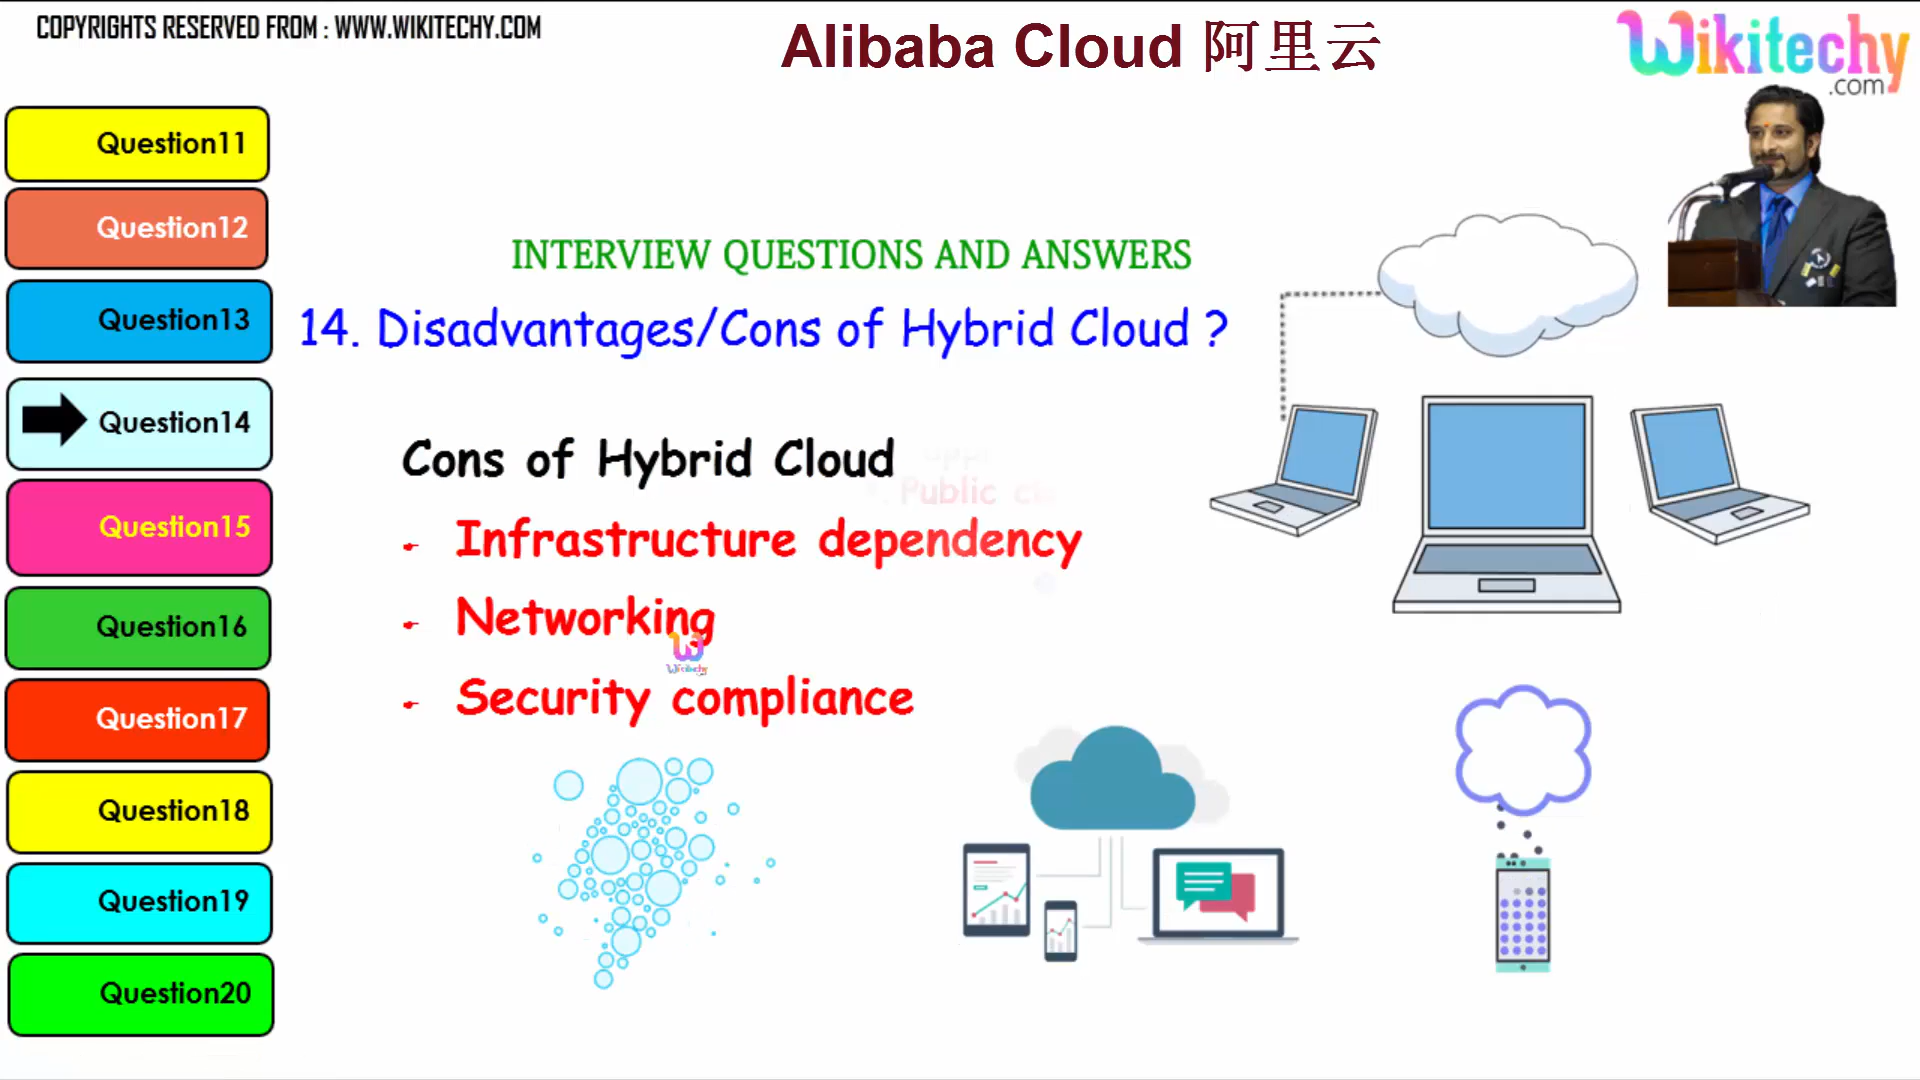 COPYRIGHTS RESERVED FROM : WWW.WIKITECHY.COM
Alibaba Cloud 阿里云
Wikitechy
.com
Question11
Question12
Question13
Question14
Question15
Question16
Question17
Question18
Question19
Question20
INTERVIEW QUESTIONS AND ANSWERS
14. Disadvantages/Cons of Hybrid Cloud ?
Cons of Hybrid Cloud
Public
- Infrastructure dependency
- Networking
Wikitechy
- Security compliance